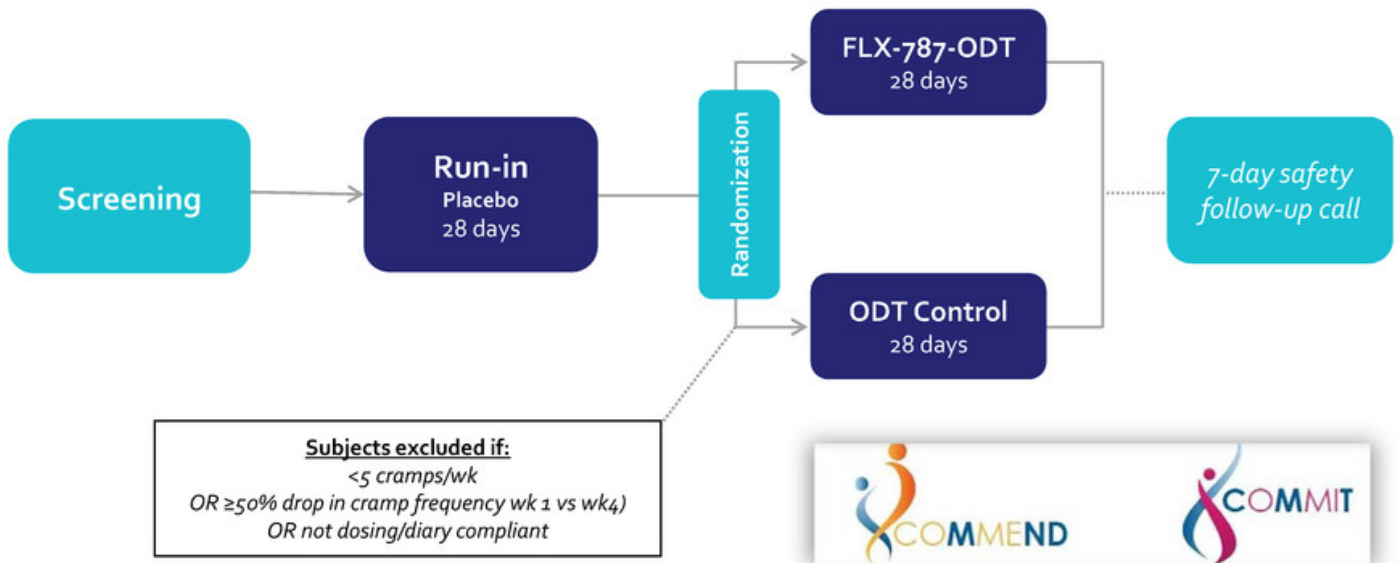 Screening
Run-in
Placebo
28 days
Randomization
FLX-787-ODT
28 days
ODT Control
28 days
7-day safety
follow-up call
Subjects excluded if:
<5 cramps/wk
OR ≥50% drop in cramp frequency wk 1 vs wk4)
OR not dosing/diary compliant
COMMEND
COMMIT